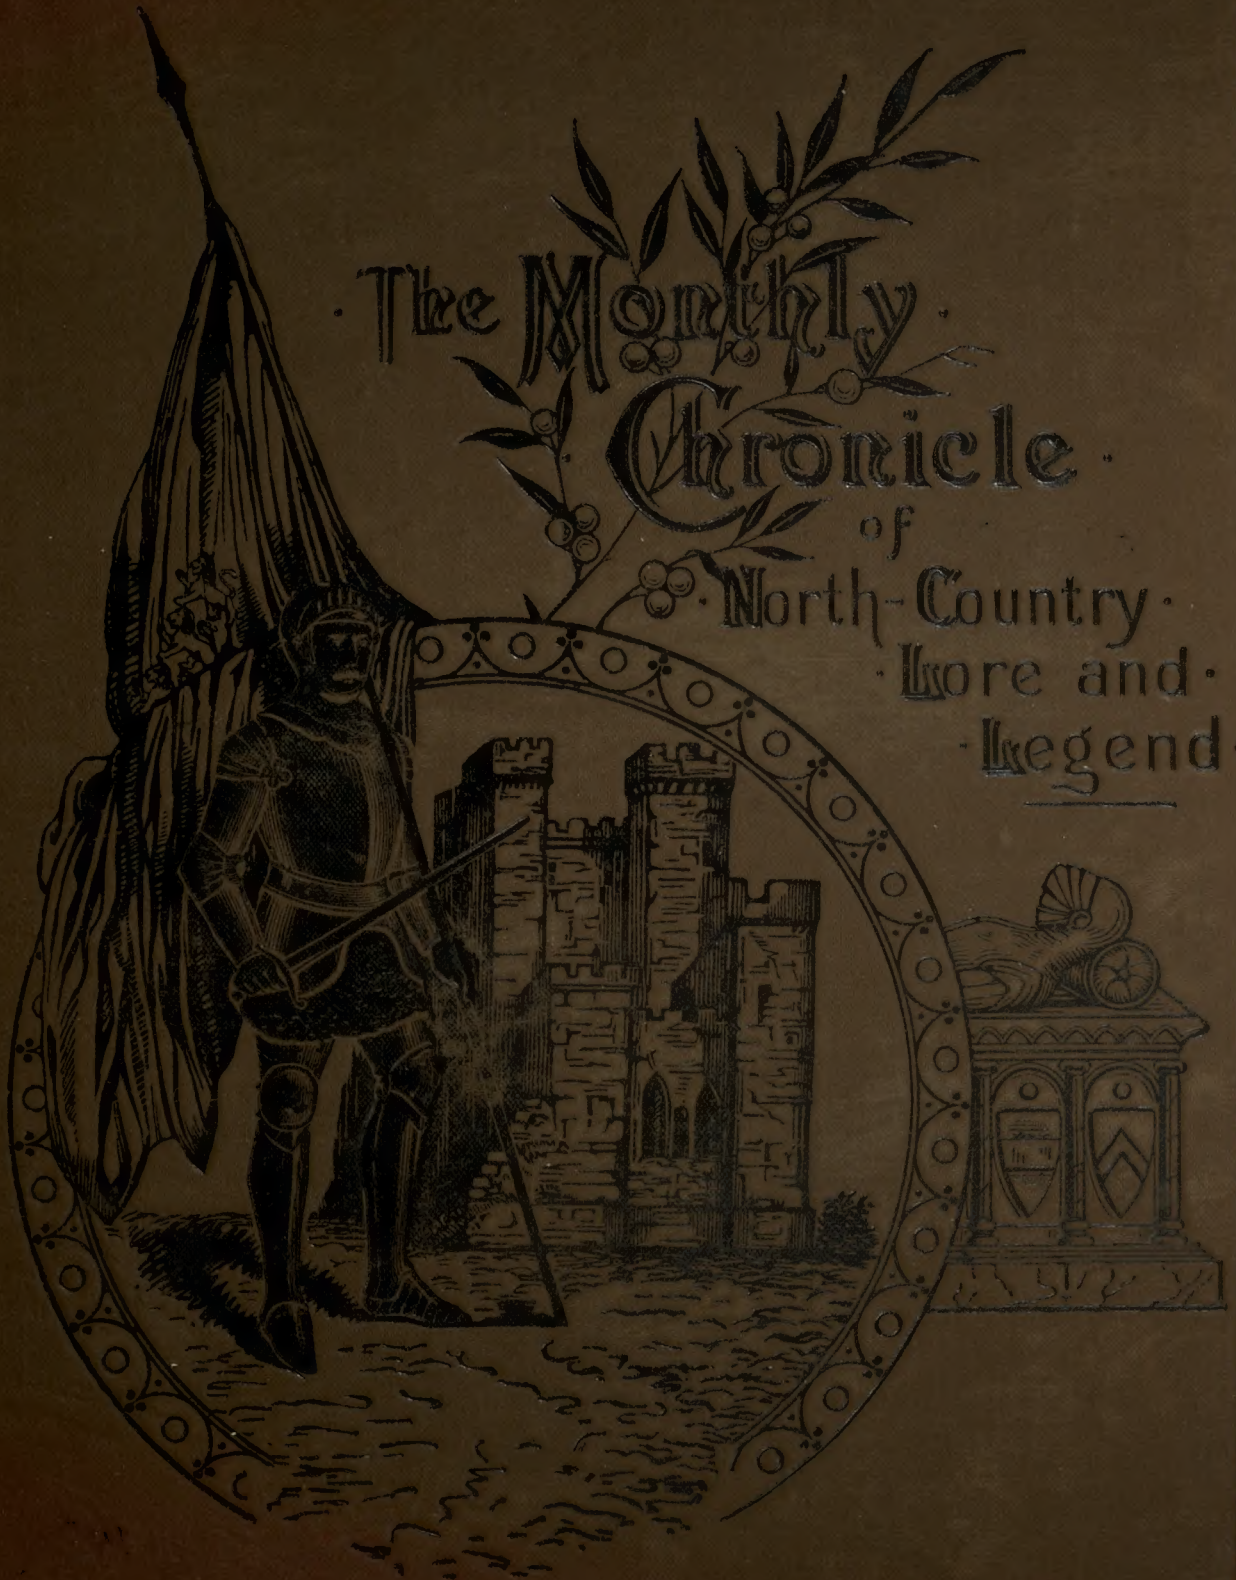 · The Monthly ·
Chronicle ·
of
· North-Country ·
· Lore and ·
· Legend ·